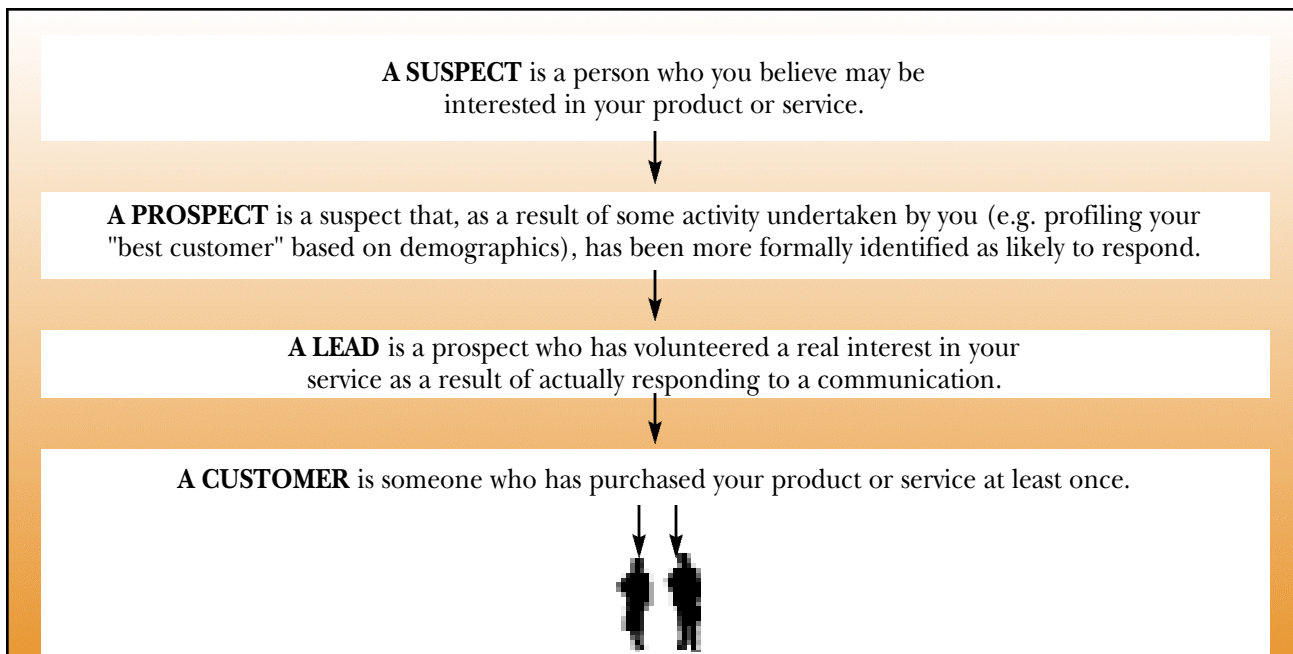 A SUSPECT is a person who you believe may be
interested in your product or service.
A PROSPECT is a suspect that, as a result of some activity undertaken by you (e.g. profiling your
"best customer" based on demographics), has been more formally identified as likely to respond.
A LEAD is a prospect who has volunteered a real interest in your
service as a result of actually responding to a communication.
A CUSTOMER is someone who has purchased your product or service at least once.